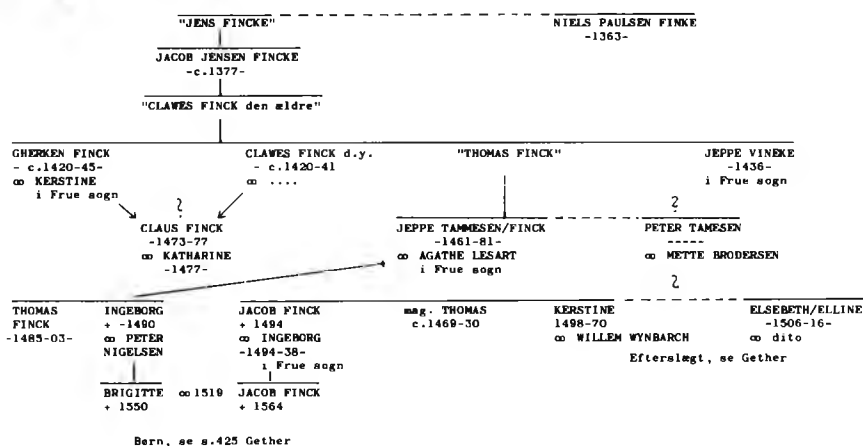 "JENS FINCKE" NIELS PAULSEN FINKE
-1363-
JACOB JENSEN FINCKE
-c.1377-
"CLAWES FINCK den ældre"
GHERKEN FINCK CLAWES FINCK d.y. "THOMAS FINCK" JEPPE VINEKE
- c.1420-45- - c.1420-41 -1436-
∞ KERSTINE ∞ .... i Frue sogn
i Frue sogn
? ?
CLAUS FINCK JEPPE TAMMESEN/FINCK PETER TAMESEN
-1473-77 -1461-81- -----
∞ KATHARINE ∞ AGATHE LESART ∞ METTE BRODERSEN
-1477- i Frue sogn
?
THOMAS INGEBORG JACOB FINCK mag. THOMAS KERSTINE ELSEBETH/ELLINE
FINCK + -1490 + 1494 c.1469-30 1498-70 -1506-16-
-1485-03- ∞ PETER ∞ INGEBORG ∞ WILLEM WYNBARCH ∞ dito
NIGELSEN -1494-38- Efterslægt, se Gether
i Frue sogn
BRIGITTE ∞ 1519 JACOB FINCK
+ 1550 + 1564
Børn, se s.425 Gether